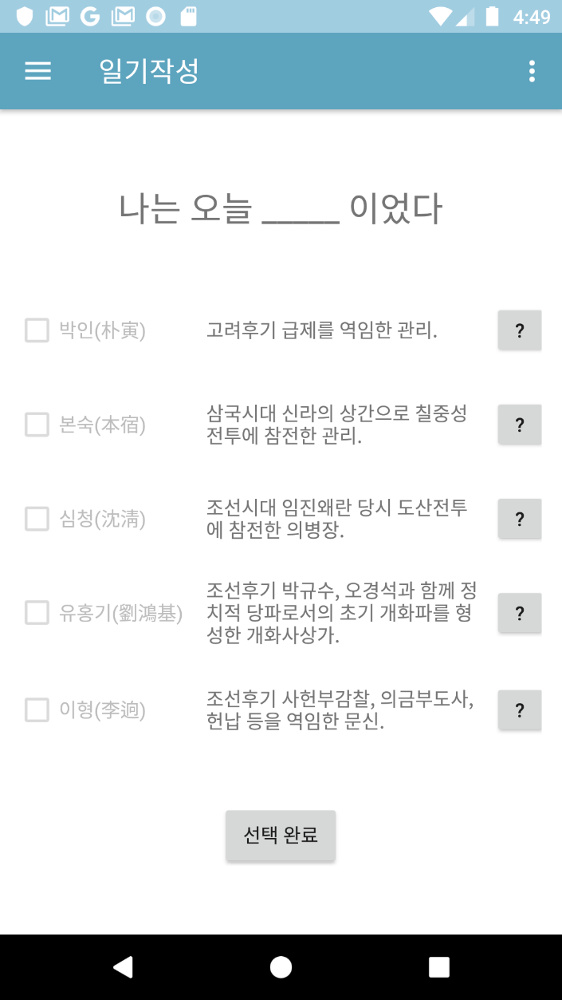 4:49
일기작성
나는 오늘 _____ 이었다
박인(朴寅)
고려후기 급제를 역임한 관리.
?
본숙(本宿)
삼국시대 신라의 상간으로 칠중성
전투에 참전한 관리.
?
심청(沈淸)
조선시대 임진왜란 당시 도산전투
에 참전한 의병장.
?
유홍기(劉鴻基)
조선후기 박규수, 오경석과 함께 정
치적 당파로서의 초기 개화파를 형
성한 개화사상가.
?
이형(李逈)
조선후기 사헌부감찰, 의금부도사,
헌납 등을 역임한 문신.
?
선택 완료